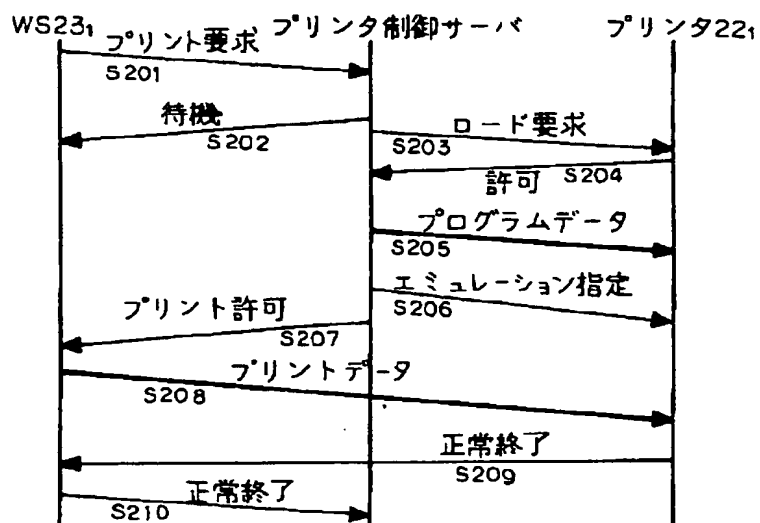 WS23₁ プリンタ制御サーバ プリンタ22₁
プリント要求
S201
待機
S202
ロード要求
S203
許可 S204
プログラムデータ
S205
エミュレーション指定
S206
プリント許可
S207
プリントデータ
S208
正常終了
S209
正常終了
S210